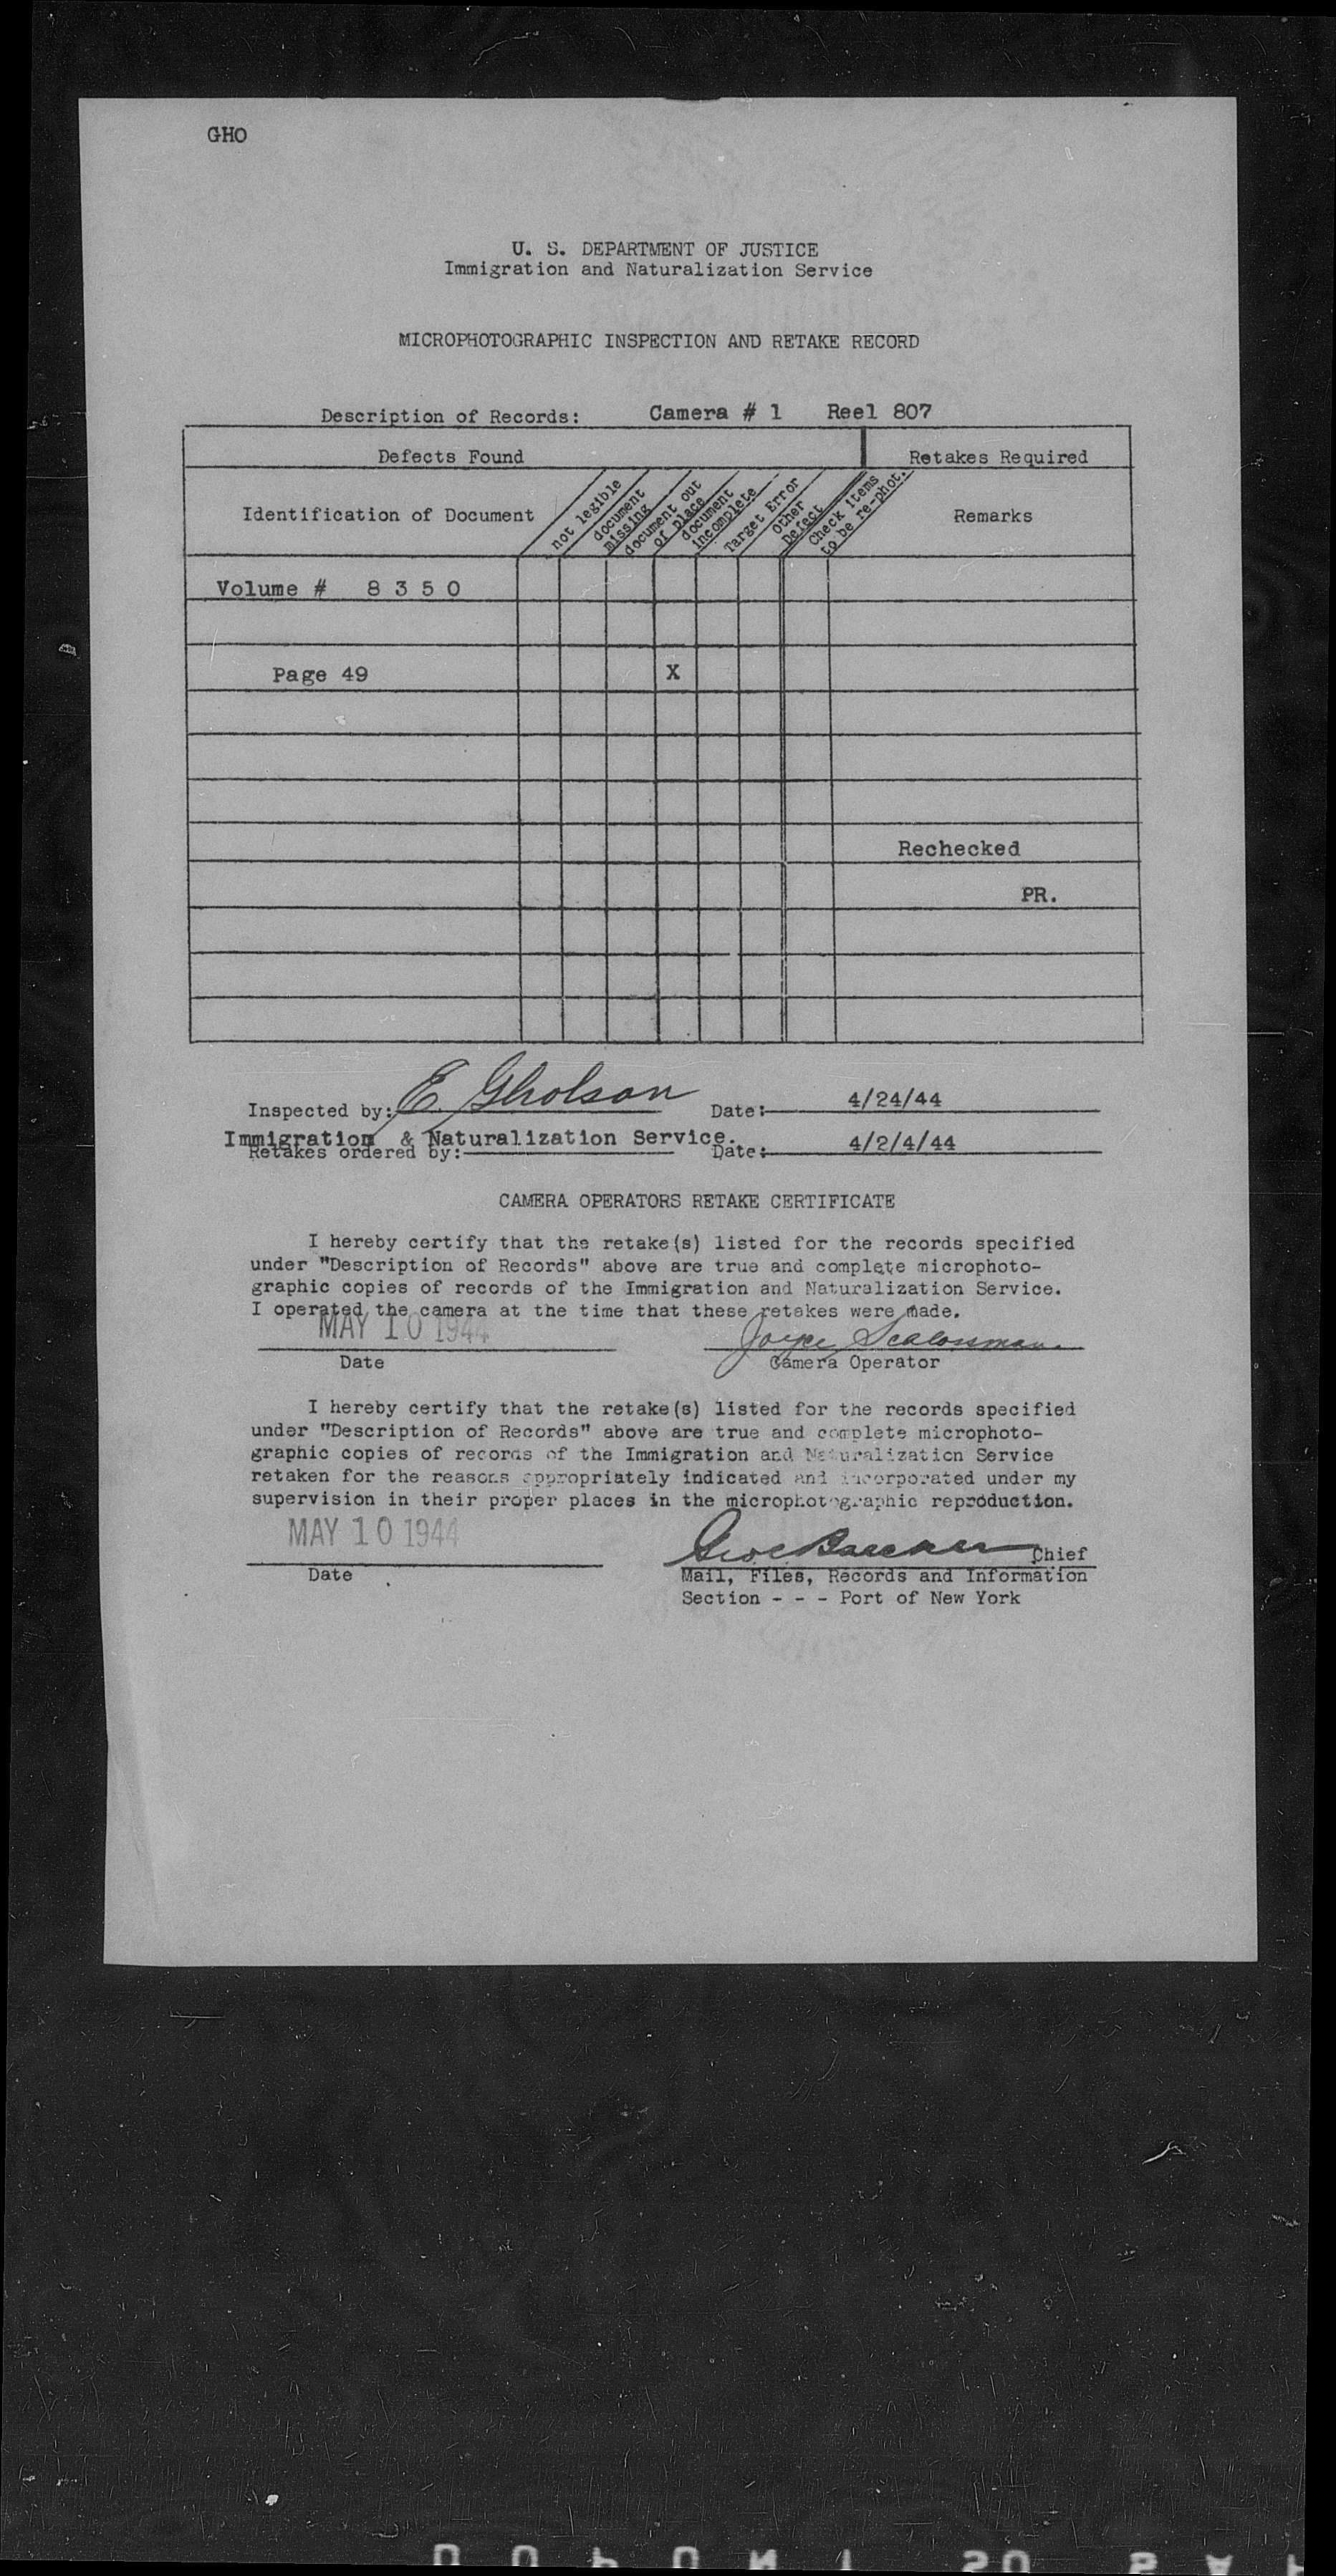 GHO
U. S. DEPARTMENT OF JUSTICE
Immigration and Naturalization Service
MICROPHOTOGRAPHIC INSPECTION AND RETAKE RECORD
Description of Records: Camera # 1 Reel 807
Defects Found Retakes Required
Identification of Document
not legible
document missing
document out of place
document incomplete
Target Error
Other Defect
Check items to be re-phot.
Remarks
Volume # 8 3 5 0
Page 49 X
Rechecked
PR.
Inspected by: E Gholson Date: 4/24/44
Immigration & Naturalization Service.
Retakes ordered by: Date: 4/2/4/44
CAMERA OPERATORS RETAKE CERTIFICATE
I hereby certify that the retake(s) listed for the records specified
under "Description of Records" above are true and complete microphoto-
graphic copies of records of the Immigration and Naturalization Service.
I operated the camera at the time that these retakes were made.
MAY 10 1944 Joyce
Date Camera Operator
I hereby certify that the retake(s) listed for the records specified
under "Description of Records" above are true and complete microphoto-
graphic copies of records of the Immigration and Naturalization Service
retaken for the reasons appropriately indicated and incorporated under my
supervision in their proper places in the microphotographic reproduction.
MAY 10 1944
Chief
Date Mail, Files, Records and Information
Section - - - Port of New York